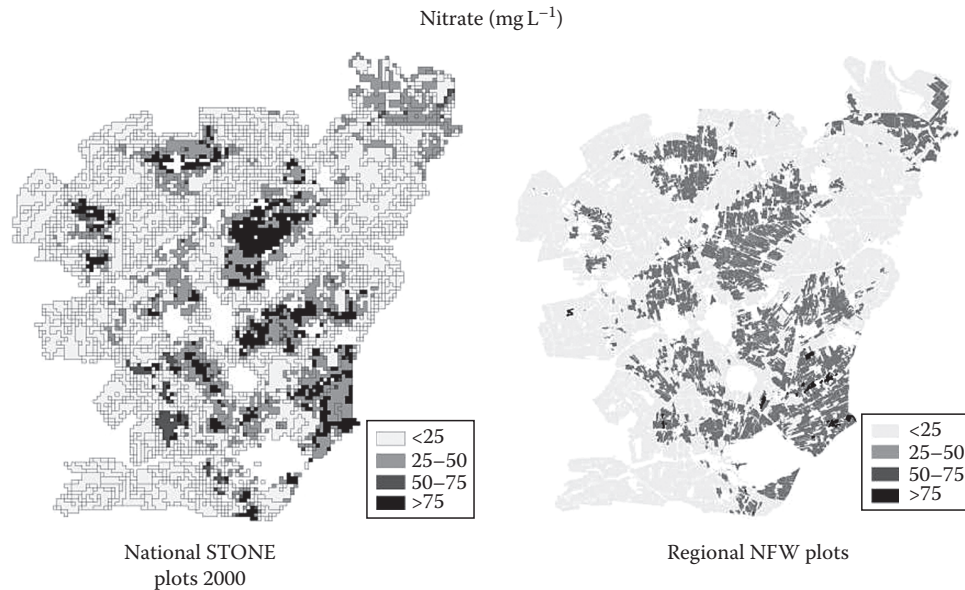 Nitrate (mg L⁻¹)
<25
25–50
50–75
>75
<25
25–50
50–75
>75
National STONE
plots 2000
Regional NFW plots